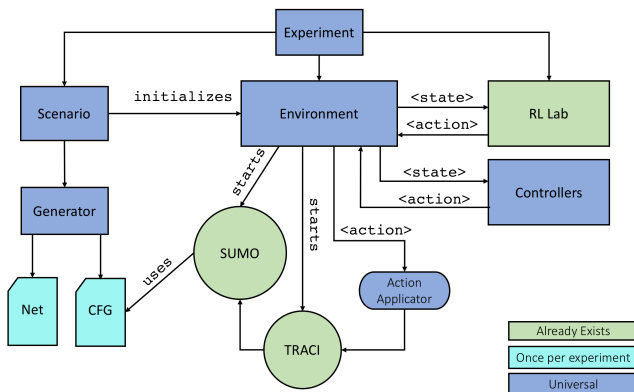 Experiment
Scenario
initializes
Environment
<state>
<action>
RL Lab
<state>
<action>
Controllers
Generator
starts
starts
<action>
SUMO
uses
Net
CFG
Action
Applicator
TRACI
Already Exists
Once per experiment
Universal